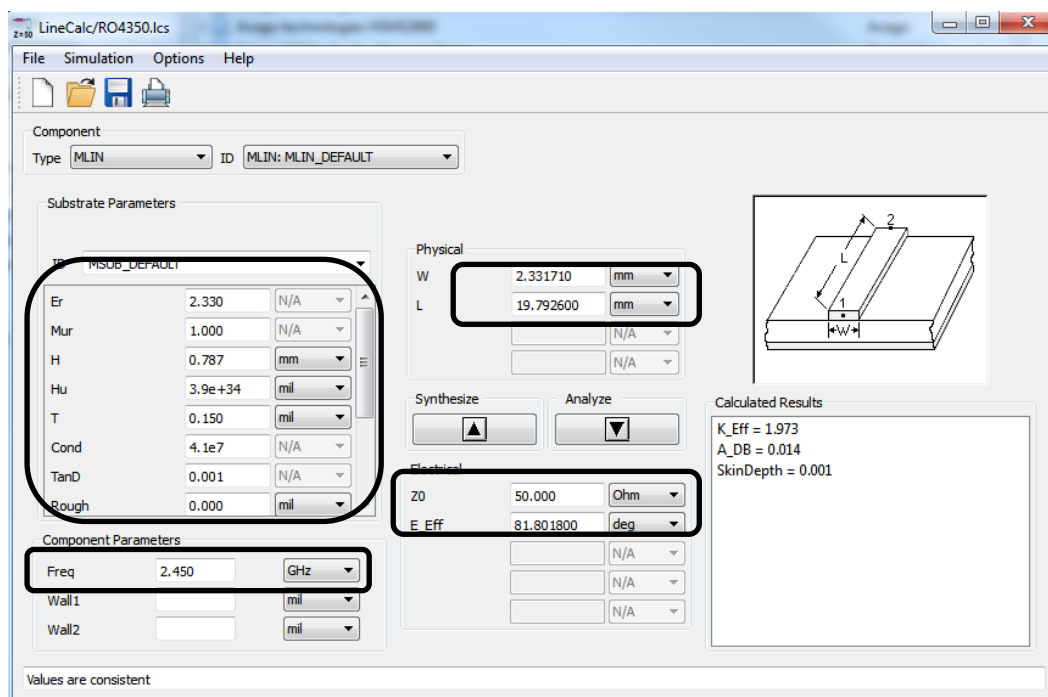 Z=50 LineCalc/RO4350.lcs
File Simulation Options Help
Component
Type MLIN ID MLIN: MLIN_DEFAULT
Substrate Parameters
ID MSUB_DEFAULT
Er 2.330 N/A
Mur 1.000 N/A
H 0.787 mm
Hu 3.9e+34 mil
T 0.150 mil
Cond 4.1e7 N/A
TanD 0.001 N/A
Rough 0.000 mil
Component Parameters
Freq 2.450 GHz
Wall1 mil
Wall2 mil
Physical
W 2.331710 mm
L 19.792600 mm
N/A
N/A
Synthesize Analyze
Electrical
Z0 50.000 Ohm
E_Eff 81.801800 deg
N/A
N/A
N/A
2
L
1
W
Calculated Results
K_Eff = 1.973
A_DB = 0.014
SkinDepth = 0.001
Values are consistent